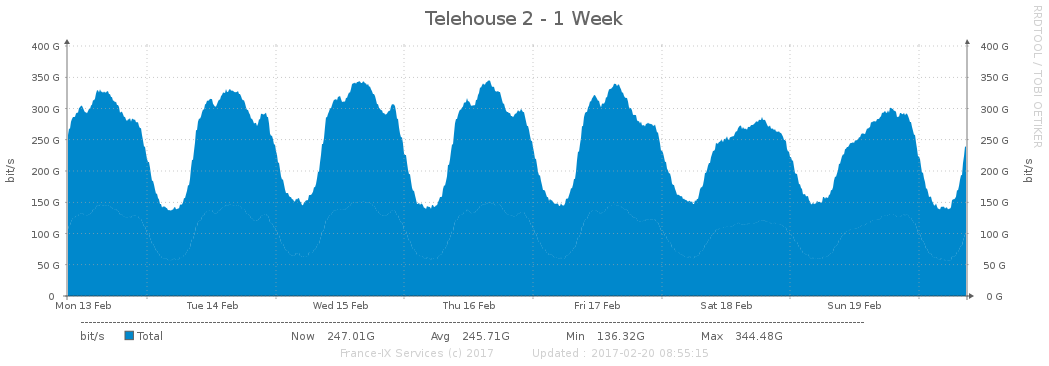 Telehouse 2 - 1 Week
RRDTOOL / TOBI OETIKER
400 G 400 G
350 G 350 G
300 G 300 G
250 G 250 G
200 G 200 G
150 G 150 G
100 G 100 G
50 G 50 G
0 0 G
bit/s bit/s
Mon 13 Feb Tue 14 Feb Wed 15 Feb Thu 16 Feb Fri 17 Feb Sat 18 Feb Sun 19 Feb
bit/s Total Now 247.01G Avg 245.71G Min 136.32G Max 344.48G
France-IX Services (c) 2017 Updated : 2017-02-20 08:55:15